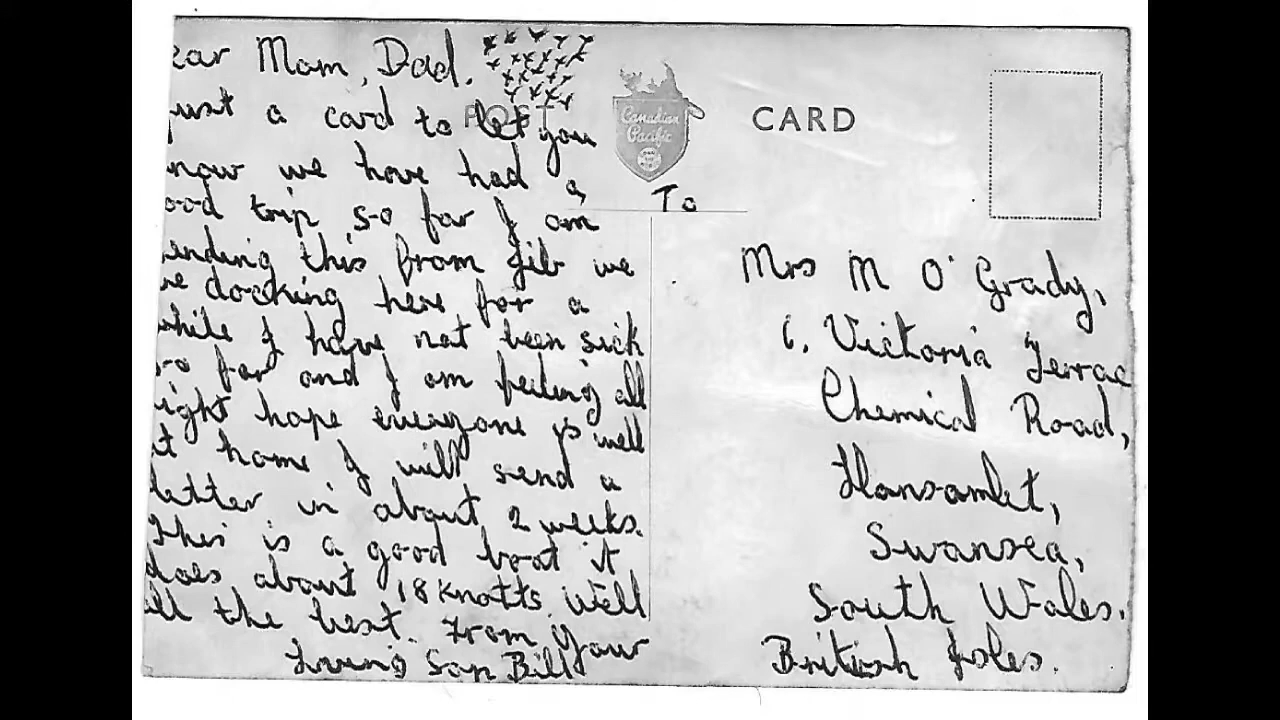 ear Mom, Dad.
ust a card to let you
now we have had a
ood trip so far I am
ending this from Gib we
re docking here for a
while I have not been sick
so far and I am feeling all
ight hope everyone is well
t home I will send a
letter in about 2 weeks.
This is a good boat it
does about 18 Knotts. Well
ll the best. From your
loving Son Bill
POST CARD
Canadian
Pacific
To
Mrs M O'Grady,
6. Victoria Terrac
Chemical Road,
Llansamlet,
Swansea,
South Wales.
British Isles.